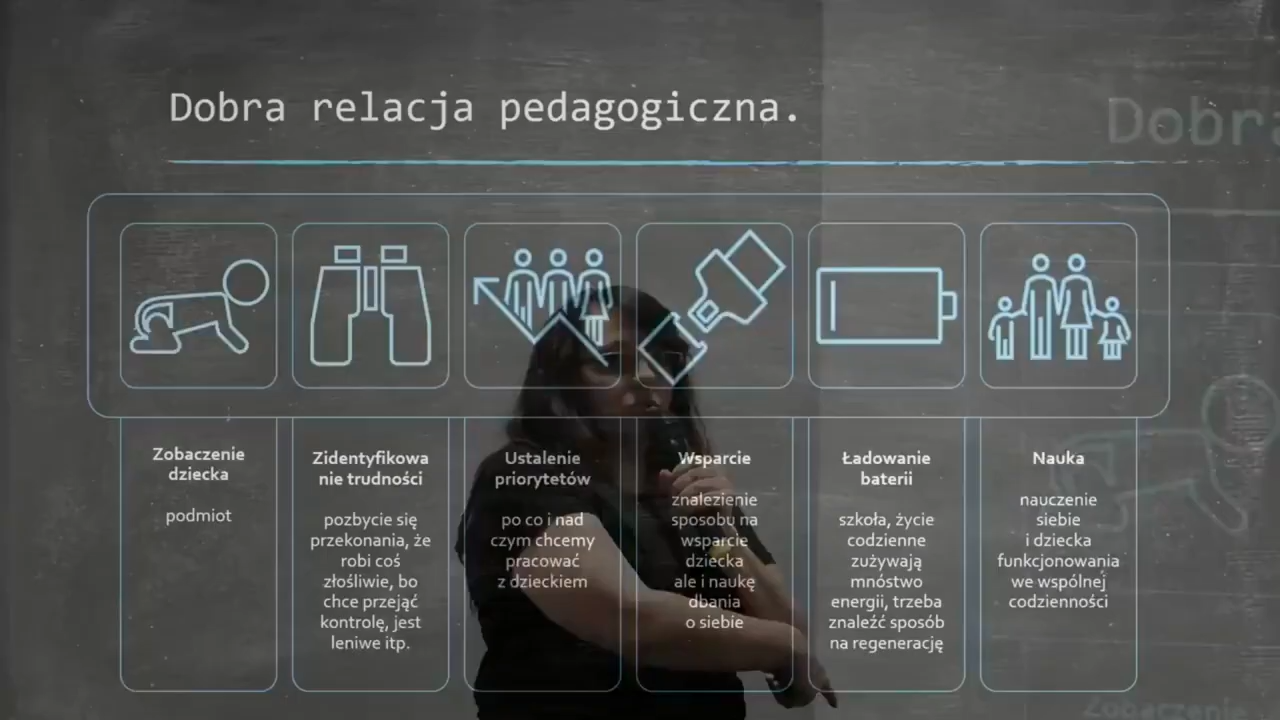 Dobra relacja pedagogiczna.
Dobra
Zobaczenie
dziecka
podmiot
Zidentyfikowa
nie trudności
pozbycie się
przekonania, że
robi coś
złośliwie, bo
chce przejąć
kontrolę, jest
leniwe itp.
Ustalenie
priorytetów
po co i nad
czym chcemy
pracować
z dzieckiem
Wsparcie
znalezienie
sposobu na
wsparcie
dziecka
ale i naukę
dbania
o siebie
Ładowanie
baterii
szkoła, życie
codzienne
zużywają
mnóstwo
energii, trzeba
znaleźć sposób
na regenerację
Nauka
nauczenie
siebie
i dziecka
funkcjonowania
we wspólnej
codzienności
Zobaczenie